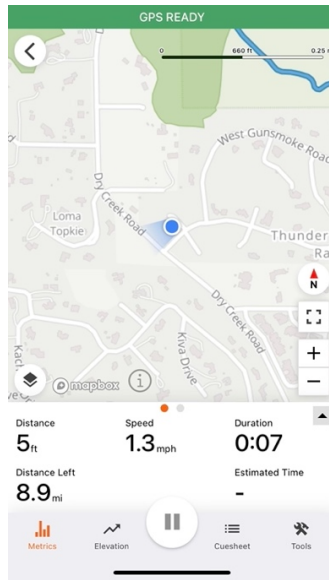 GPS READY
0 660 ft 0.25
West Gunsmoke Road
Dry Creek Road
Loma
Topkie
Thunder
Ra
N
Dry Creek Road
Kiva Drive
mapbox i
Distance Speed Duration
5ft 1.3mph 0:07
Distance Left Estimated Time
8.9mi -
Metrics Elevation Cuesheet Tools